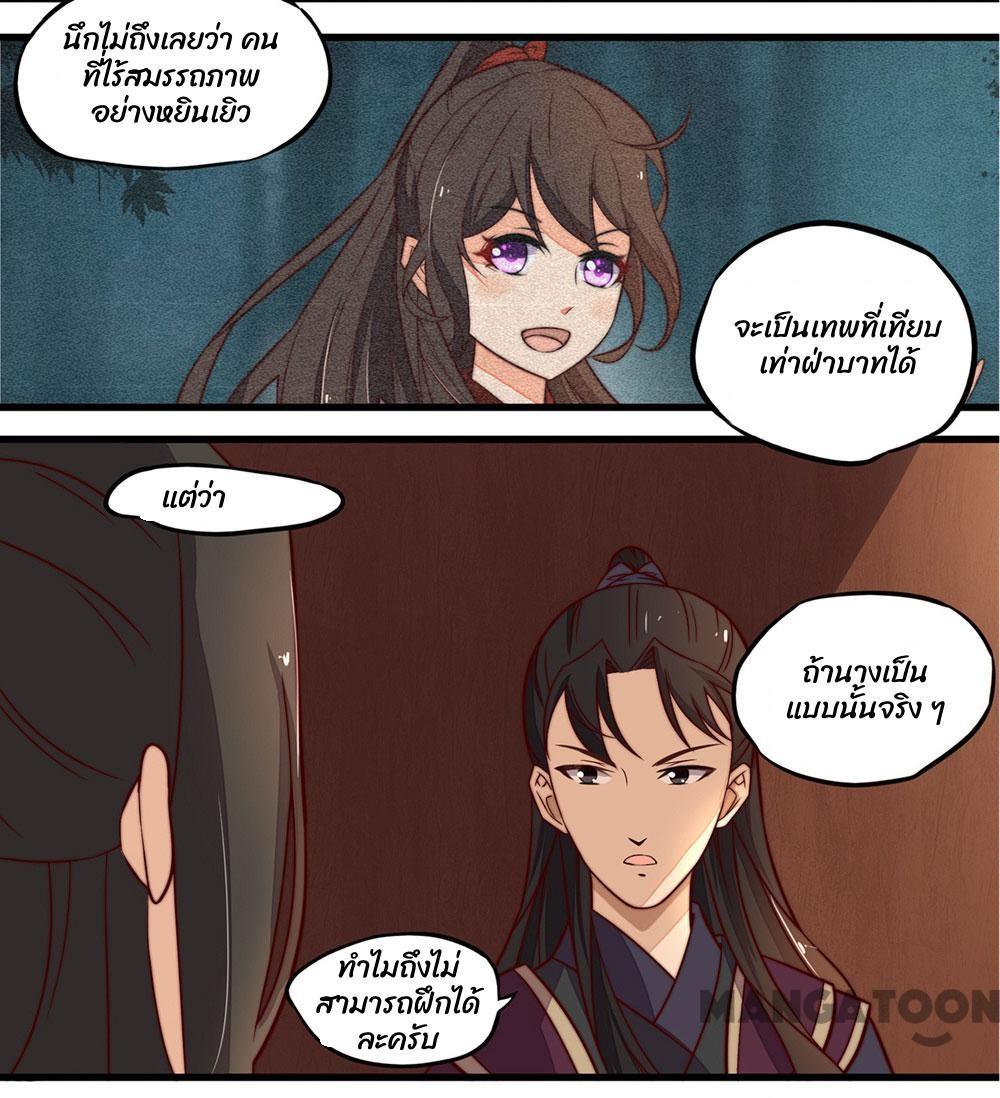 นึกไม่ถึงเลยว่า คน
ที่ไร้สมรรถภาพ
อย่างหยินเยิว
จะเป็นเทพที่เทียบ
เท่าฝ่าบาทได้
แต่ว่า
ถ้านางเป็น
แบบนั้นจริง ๆ
ทำไมถึงไม่
สามารถฝึกได้
ละครับ
MANGATOON